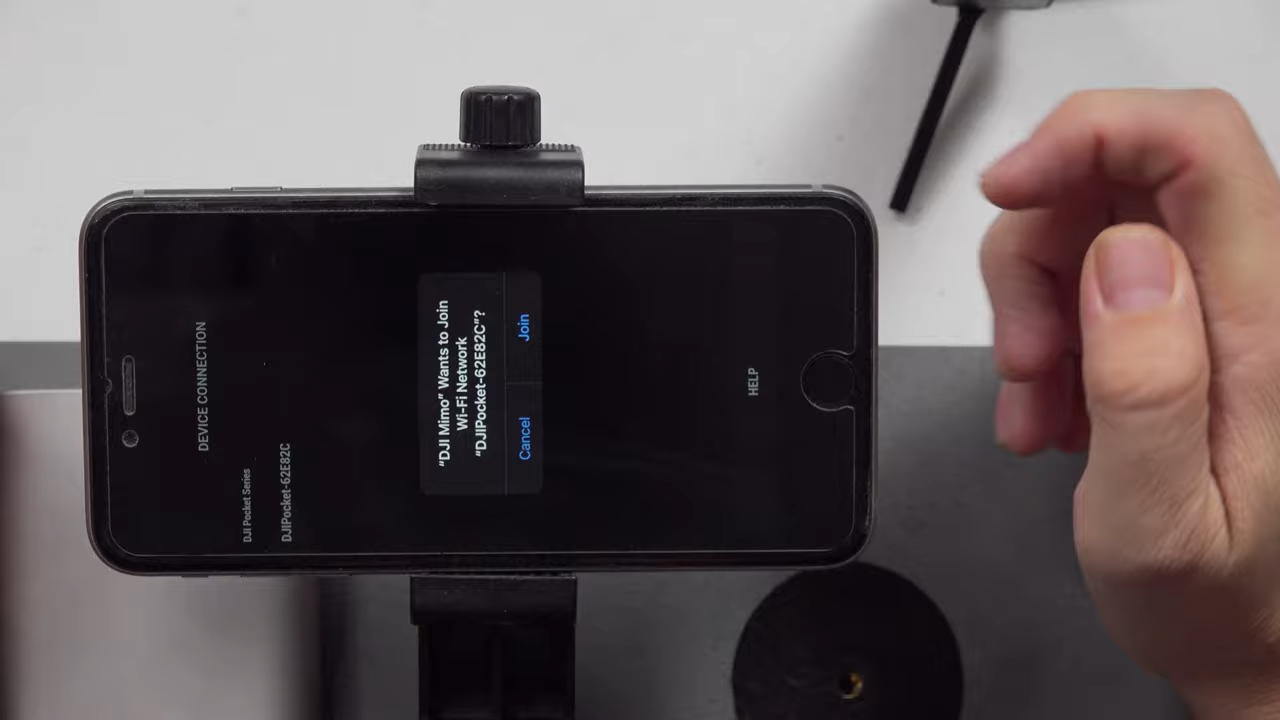 DEVICE CONNECTION
DJI Pocket Series
DJIPocket-62E82C
“DJI Mimo” Wants to Join
Wi-Fi Network
“DJIPocket-62E82C”?
Cancel
Join
HELP